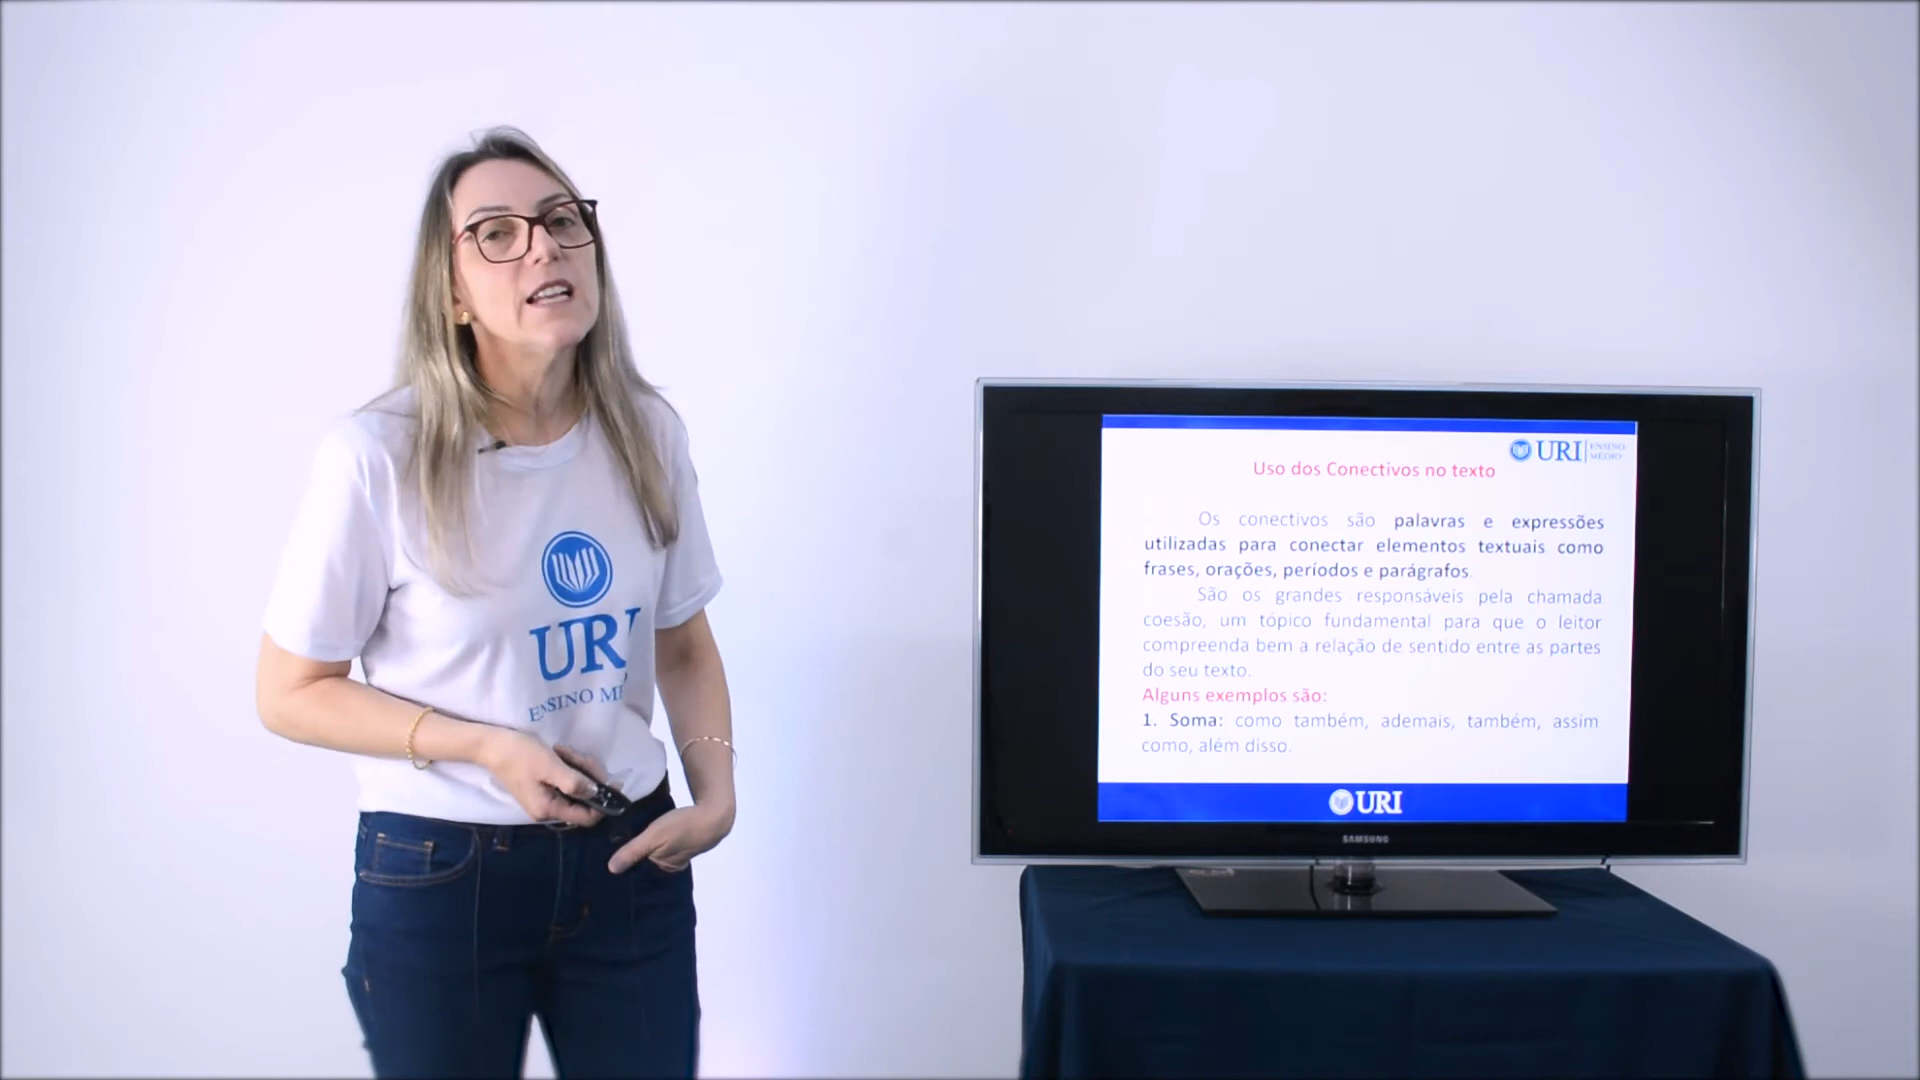 URI
ENSINO MÉ
URI ENSINO MÉDIO
Uso dos Conectivos no texto
Os conectivos são palavras e expressões
utilizadas para conectar elementos textuais como
frases, orações, períodos e parágrafos.
São os grandes responsáveis pela chamada
coesão, um tópico fundamental para que o leitor
compreenda bem a relação de sentido entre as partes
do seu texto.
Alguns exemplos são:
1. Soma: como também, ademais, também, assim
como, além disso.
URI
SAMSUNG